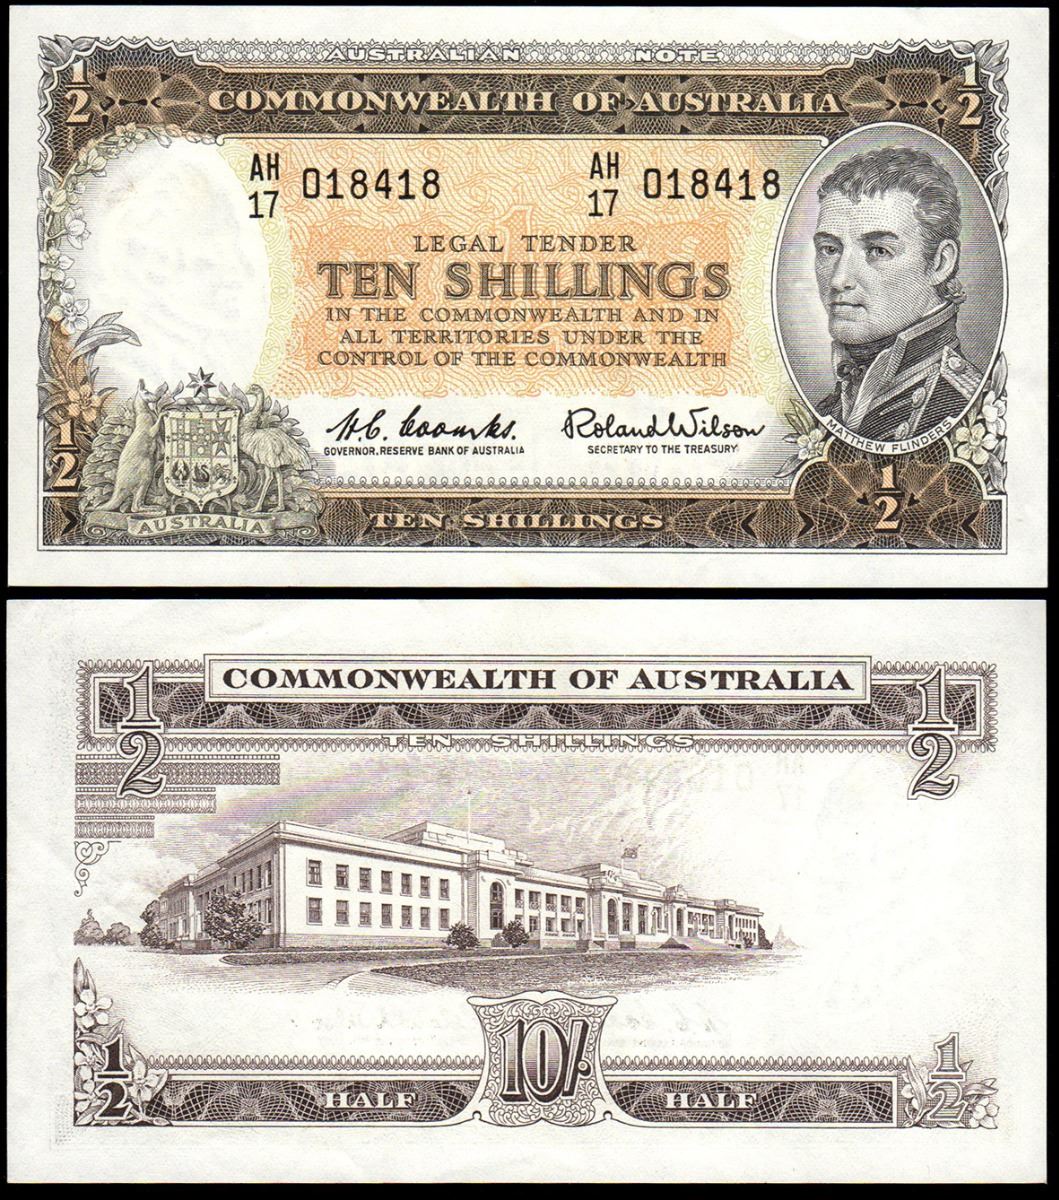 AUSTRALIAN NOTE
1/2 1/2
COMMONWEALTH OF AUSTRALIA
AH 17 018418 AH 17 018418
LEGAL TENDER
TEN SHILLINGS
IN THE COMMONWEALTH AND IN
ALL TERRITORIES UNDER THE
CONTROL OF THE COMMONWEALTH
H.C. Coombs. Roland Wilson
GOVERNOR, RESERVE BANK OF AUSTRALIA SECRETARY TO THE TREASURY
MATTHEW FLINDERS
1/2 1/2
AUSTRALIA
TEN SHILLINGS
COMMONWEALTH OF AUSTRALIA
1/2 1/2
TEN SHILLINGS
10/-
1/2 1/2
HALF HALF